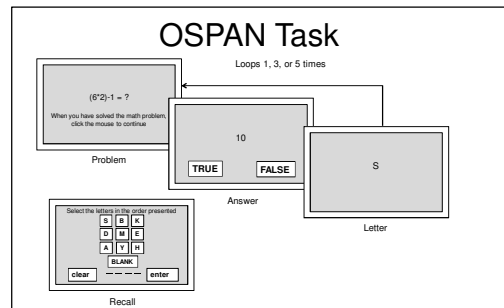 OSPAN Task
Loops 1, 3, or 5 times
(6*2)-1 = ?
When you have solved the math problem,
click the mouse to continue
Problem
10
TRUE FALSE
Answer
S
Letter
Select the letters in the order presented
S B K
D M E
A Y H
BLANK
clear _ _ _ _ enter
Recall